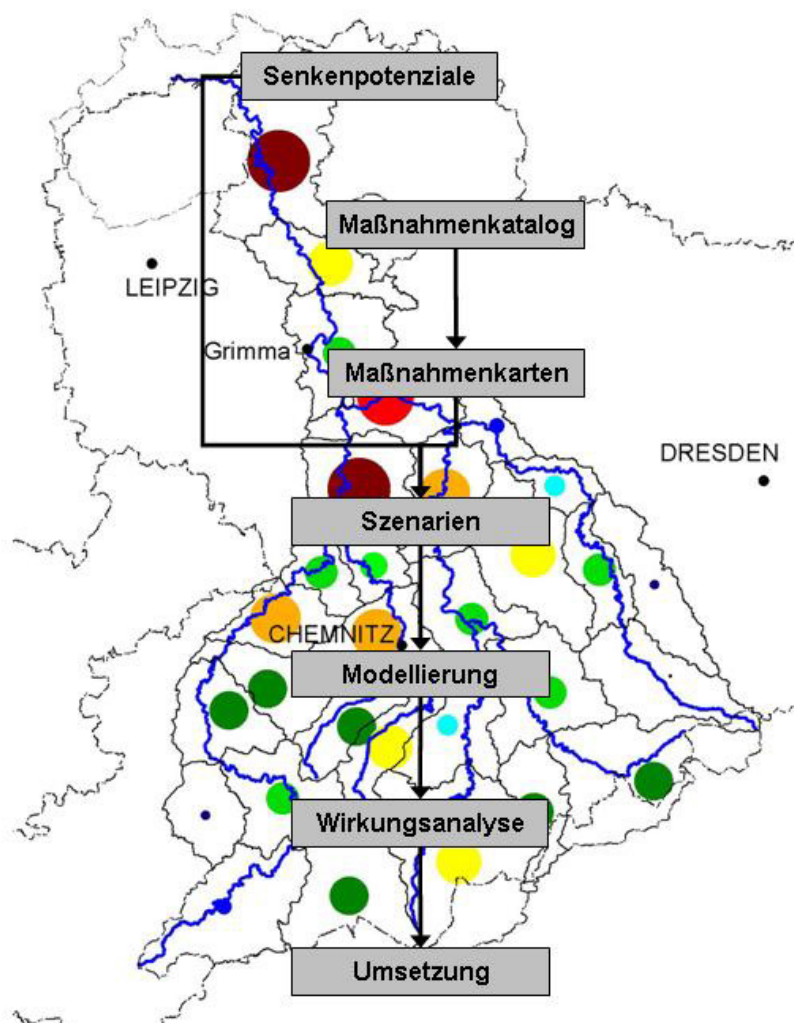 Senkenpotenziale
Maßnahmenkatalog
LEIPZIG
Grimma
Maßnahmenkarten
DRESDEN
Szenarien
CHEMNITZ
Modellierung
Wirkungsanalyse
Umsetzung